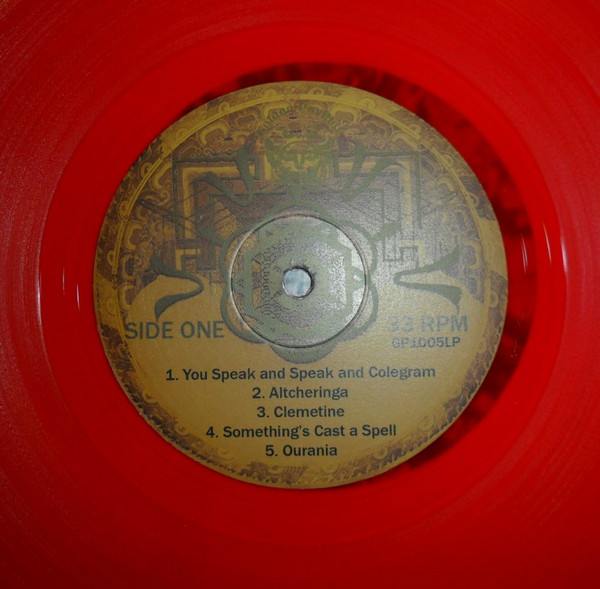 SIDE ONE
33 RPM
GP1005LP
1. You Speak and Speak and Colegram
2. Altcheringa
3. Clemetine
4. Something's Cast a Spell
5. Ourania